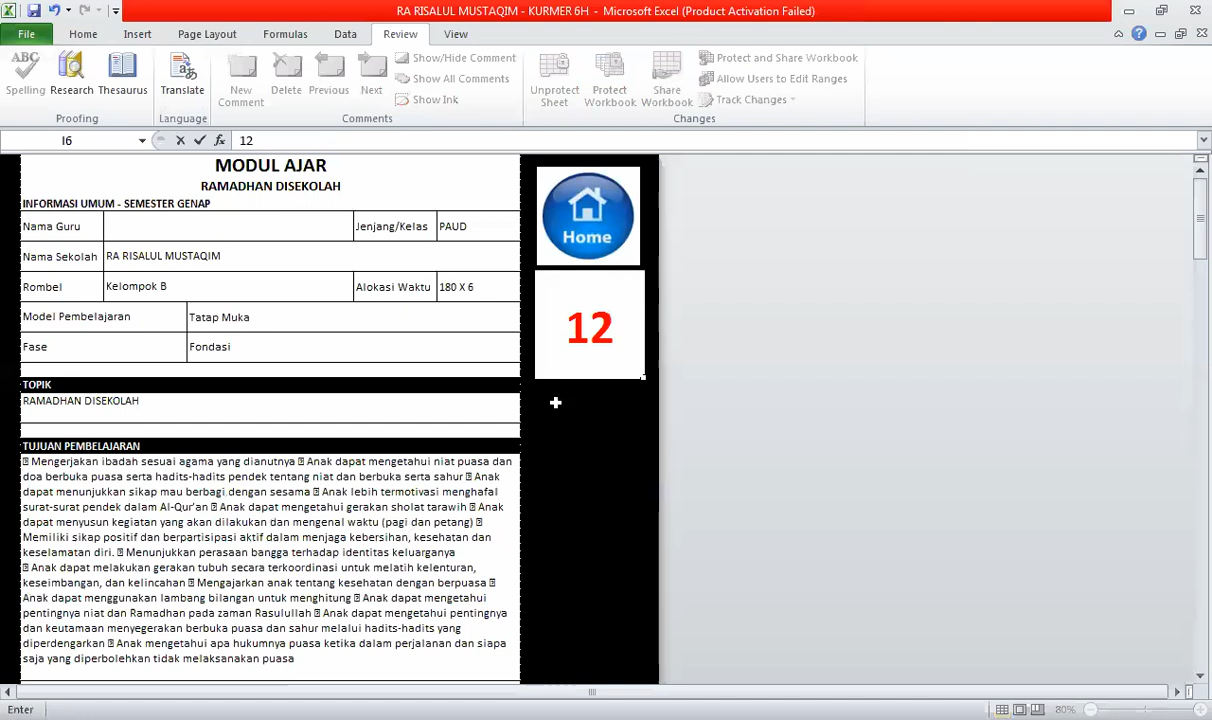 RA RISALUL MUSTAQIM - KURMER 6H - Microsoft Excel (Product Activation Failed)
File Home Insert Page Layout Formulas Data Review View
ABC
Spelling Research Thesaurus Translate New Comment Delete Previous Next
Show/Hide Comment
Show All Comments
Show Ink
Unprotect Sheet Protect Workbook Share Workbook
Protect and Share Workbook
Allow Users to Edit Ranges
Track Changes
Proofing Language Comments Changes
I6 fx 12
MODUL AJAR
RAMADHAN DISEKOLAH
INFORMASI UMUM - SEMESTER GENAP
Nama Guru Jenjang/Kelas PAUD
Nama Sekolah RA RISALUL MUSTAQIM
Rombel Kelompok B Alokasi Waktu 180 X 6
Model Pembelajaran Tatap Muka
Fase Fondasi
Home
12
TOPIK
RAMADHAN DISEKOLAH
TUJUAN PEMBELAJARAN
Mengerjakan ibadah sesuai agama yang dianutnya Anak dapat mengetahui niat puasa dan
doa berbuka puasa serta hadits-hadits pendek tentang niat dan berbuka serta sahur Anak
dapat menunjukkan sikap mau berbagi dengan sesama Anak lebih termotivasi menghafal
surat-surat pendek dalam Al-Qur'an Anak dapat mengetahui gerakan sholat tarawih Anak
dapat menyusun kegiatan yang akan dilakukan dan mengenal waktu (pagi dan petang)
Memiliki sikap positif dan berpartisipasi aktif dalam menjaga kebersihan, kesehatan dan
keselamatan diri. Menunjukkan perasaan bangga terhadap identitas keluarganya
Anak dapat melakukan gerakan tubuh secara terkoordinasi untuk melatih kelenturan,
keseimbangan, dan kelincahan Mengajarkan anak tentang kesehatan dengan berpuasa
Anak dapat menggunakan lambang bilangan untuk menghitung Anak dapat mengetahui
pentingnya niat dan Ramadhan pada zaman Rasulullah Anak dapat mengetahui pentingnya
dan keutamaan menyegerakan berbuka puasa dan sahur melalui hadits-hadits yang
diperdengarkan Anak mengetahui apa hukumnya puasa ketika dalam perjalanan dan siapa
saja yang diperbolehkan tidak melaksanakan puasa
Enter 80%